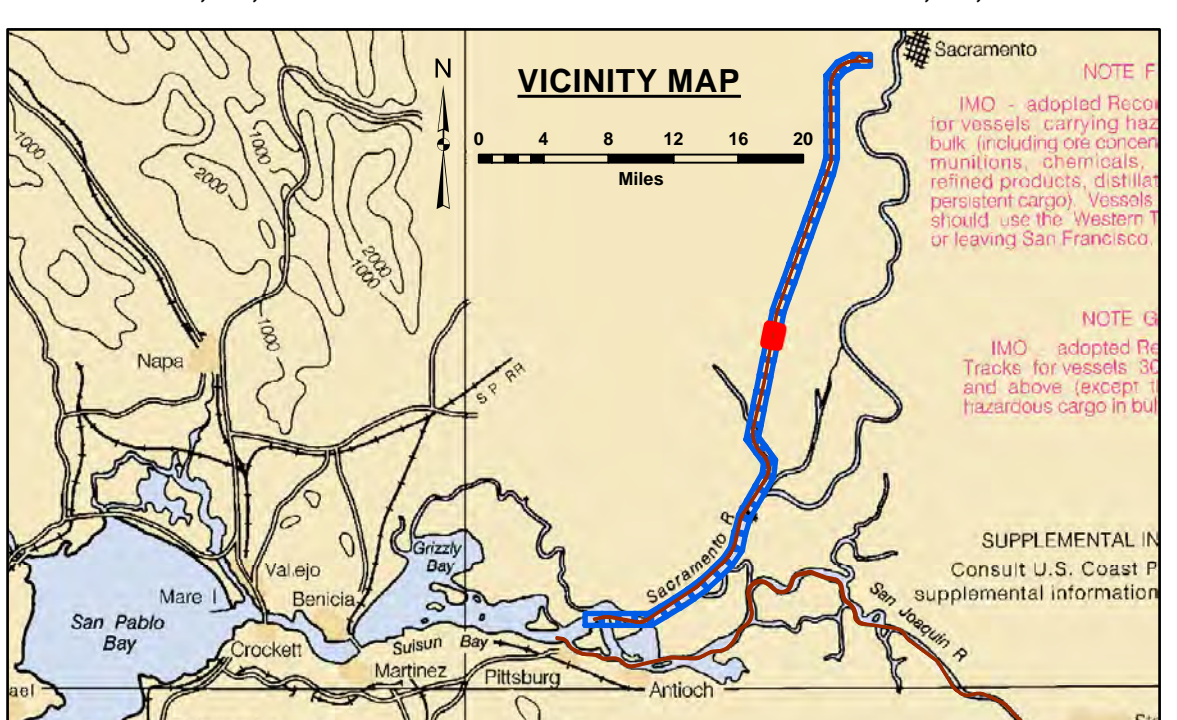 Sacramento
NOTE F
N
VICINITY MAP
IMO - adopted
for vessels carrying haz
bulk (including ore
munitions, chemicals,
refined products,
persistent cargo). Vessels
should use the Western T
or leaving San Francisco.
0 4 8 12 16 20
Miles
1000
1000
2000
2000
1000
1000
NOTE G
IMO - adopted Re
Tracks for vessels 30
and above (except
hazardous cargo in bul
Napa
S P RR
Grizzly
Bay
Sacramento R
SUPPLEMENTAL IN
Consult U.S. Coast P
supplemental information
Vallejo
Mare I
Benicia
San Pablo
Bay
San Joaquin R
Crockett
Suisun Bay
Martinez
Pittsburg
Antioch
ael